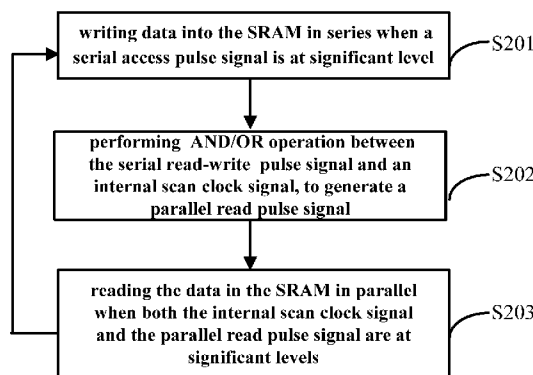 writing data into the SRAM in series when a
serial access pulse signal is at significant level
S201
performing AND/OR operation between
the serial read-write pulse signal and an
internal scan clock signal, to generate a
parallel read pulse signal
S202
reading the data in the SRAM in parallel
when both the internal scan clock signal
and the parallel read pulse signal are at
significant levels
S203